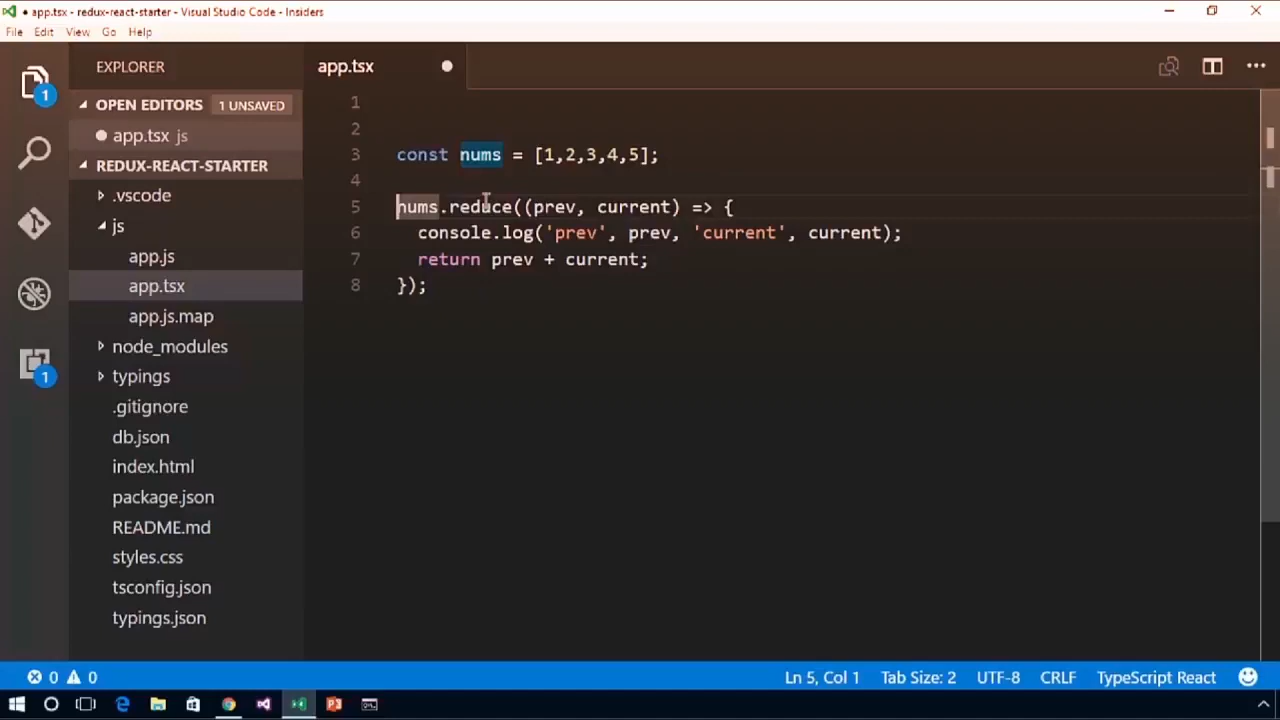 ● app.tsx - redux-react-starter - Visual Studio Code - Insiders
File Edit View Go Help
EXPLORER
OPEN EDITORS 1 UNSAVED
app.tsx js
REDUX-REACT-STARTER
.vscode
js
app.js
app.tsx
app.js.map
node_modules
typings
.gitignore
db.json
index.html
package.json
README.md
styles.css
tsconfig.json
typings.json
1
1
app.tsx
1
2
3 const nums = [1,2,3,4,5];
4
5 nums.reduce((prev, current) => {
6 console.log('prev', prev, 'current', current);
7 return prev + current;
8 });
0 0 Ln 5, Col 1 Tab Size: 2 UTF-8 CRLF TypeScript React